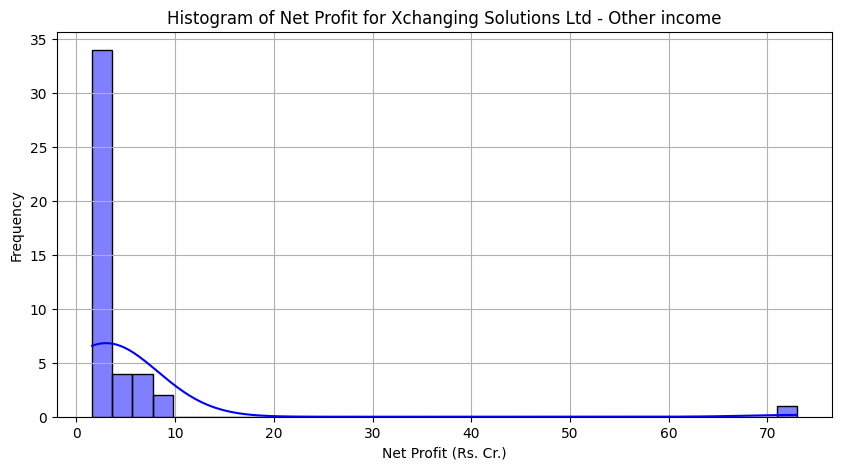 Histogram of Net Profit for Xchanging Solutions Ltd - Other income
35
30
25
20
15
10
5
0
Frequency
0 10 20 30 40 50 60 70
Net Profit (Rs. Cr.)